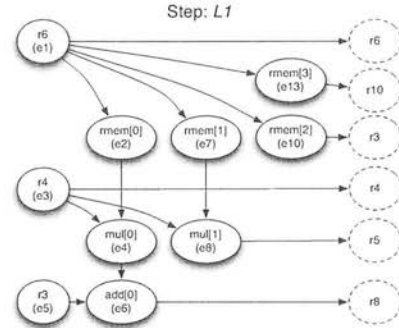 Step: L1
r6
(e1)
r6
rmem[3]
(e13)
r10
rmem[0]
(e2)
rmem[1]
(e7)
rmem[2]
(e10)
r3
r4
(e3)
r4
mul[0]
(e4)
mul[1]
(e8)
r5
r3
(e5)
add[0]
(e6)
r8